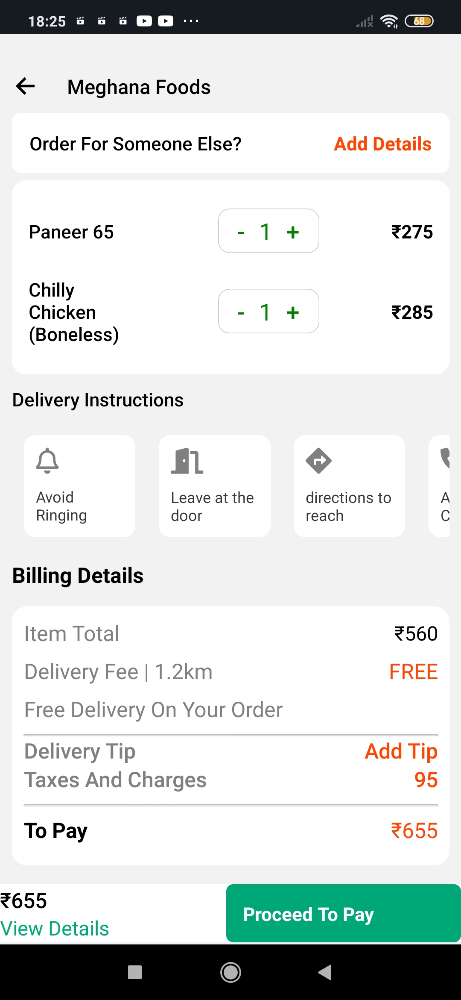 18:25
68
Meghana Foods
Order For Someone Else? Add Details
Paneer 65 - 1 + ₹275
Chilly
Chicken
(Boneless)
- 1 + ₹285
Delivery Instructions
Avoid
Ringing
Leave at the
door
directions to
reach
A
C
Billing Details
Item Total ₹560
Delivery Fee | 1.2km FREE
Free Delivery On Your Order
Delivery Tip Add Tip
Taxes And Charges 95
To Pay ₹655
₹655
View Details
Proceed To Pay